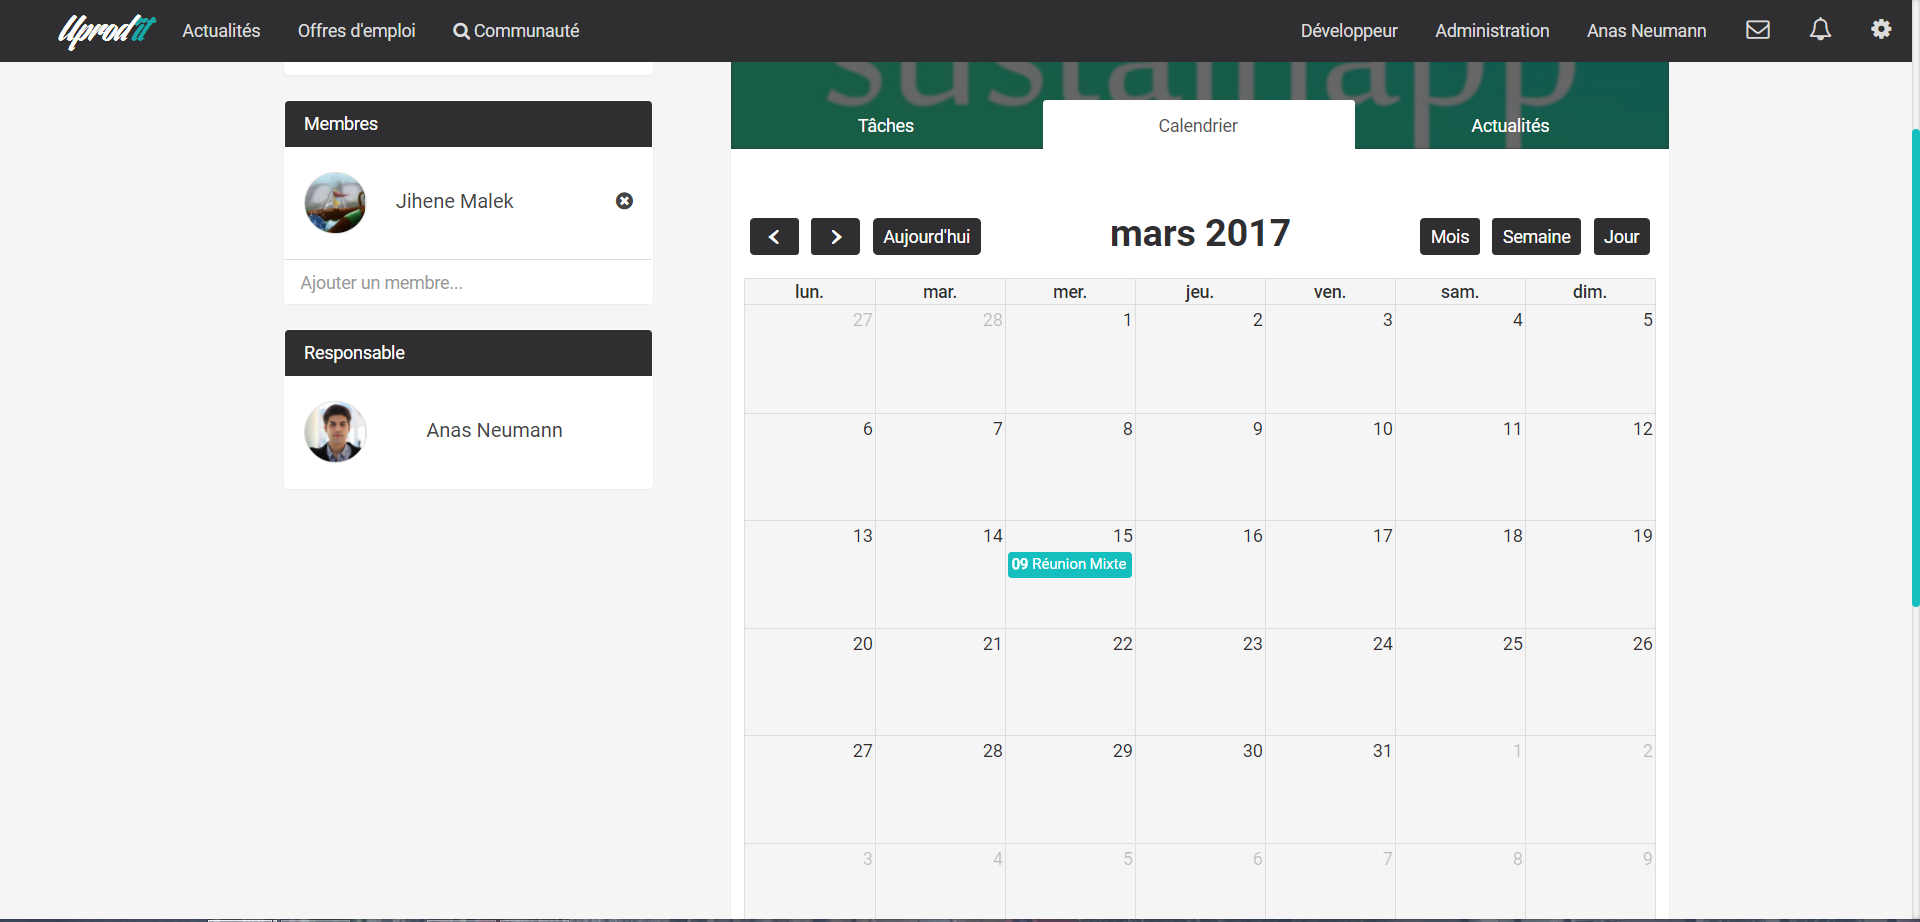 Uprodit Actualités Offres d'emploi Communauté Développeur Administration Anas Neumann
sustainapp
Tâches Calendrier Actualités
Membres
Jihene Malek
Ajouter un membre...
Responsable
Anas Neumann
Aujourd'hui mars 2017 Mois Semaine Jour
lun. mar. mer. jeu. ven. sam. dim.
27 28 1 2 3 4 5
6 7 8 9 10 11 12
13 14 15 16 17 18 19
09 Réunion Mixte
20 21 22 23 24 25 26
27 28 29 30 31 1 2
3 4 5 6 7 8 9